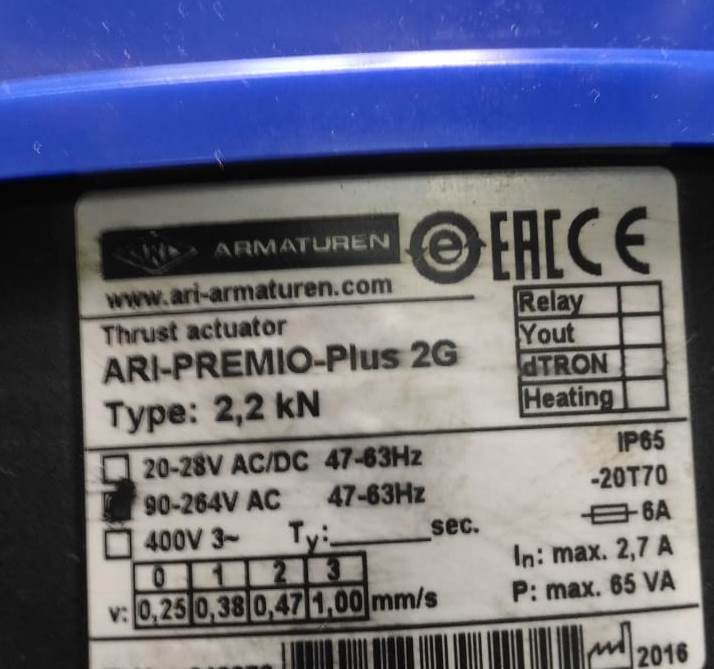 ARMATUREN
www.ari-armaturen.com
EAC CE
Thrust actuator
ARI-PREMIO-Plus 2G
Type: 2,2 kN
Relay
Yout
dTRON
Heating
20-28V AC/DC 47-63Hz
90-264V AC 47-63Hz
400V 3~ Ty:______sec.
0 1 2 3
v: 0,25 0,38 0,47 1,00 mm/s
IP65
-20T70
6A
In: max. 2,7 A
P: max. 65 VA
2016